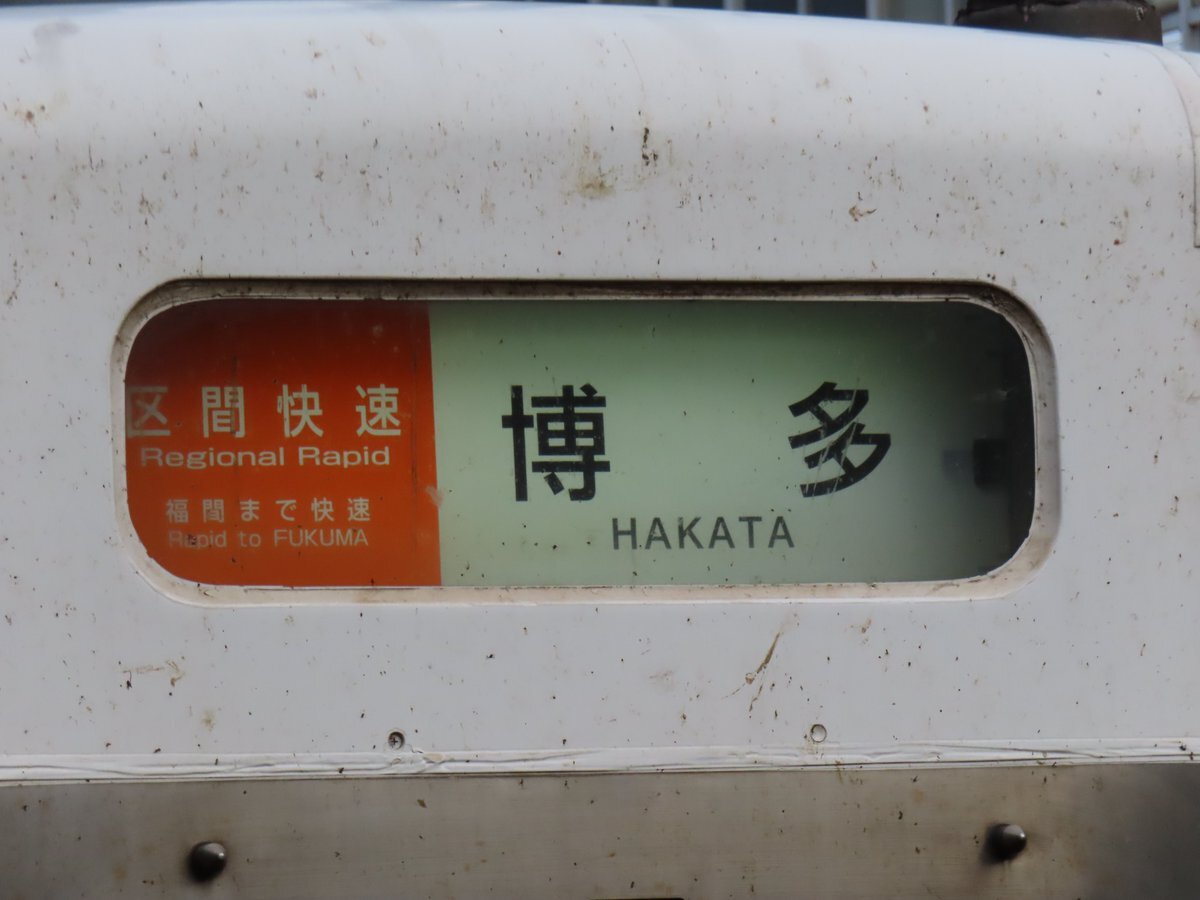 区間快速
Regional Rapid
福間まで快速
Rapid to FUKUMA
博多
HAKATA